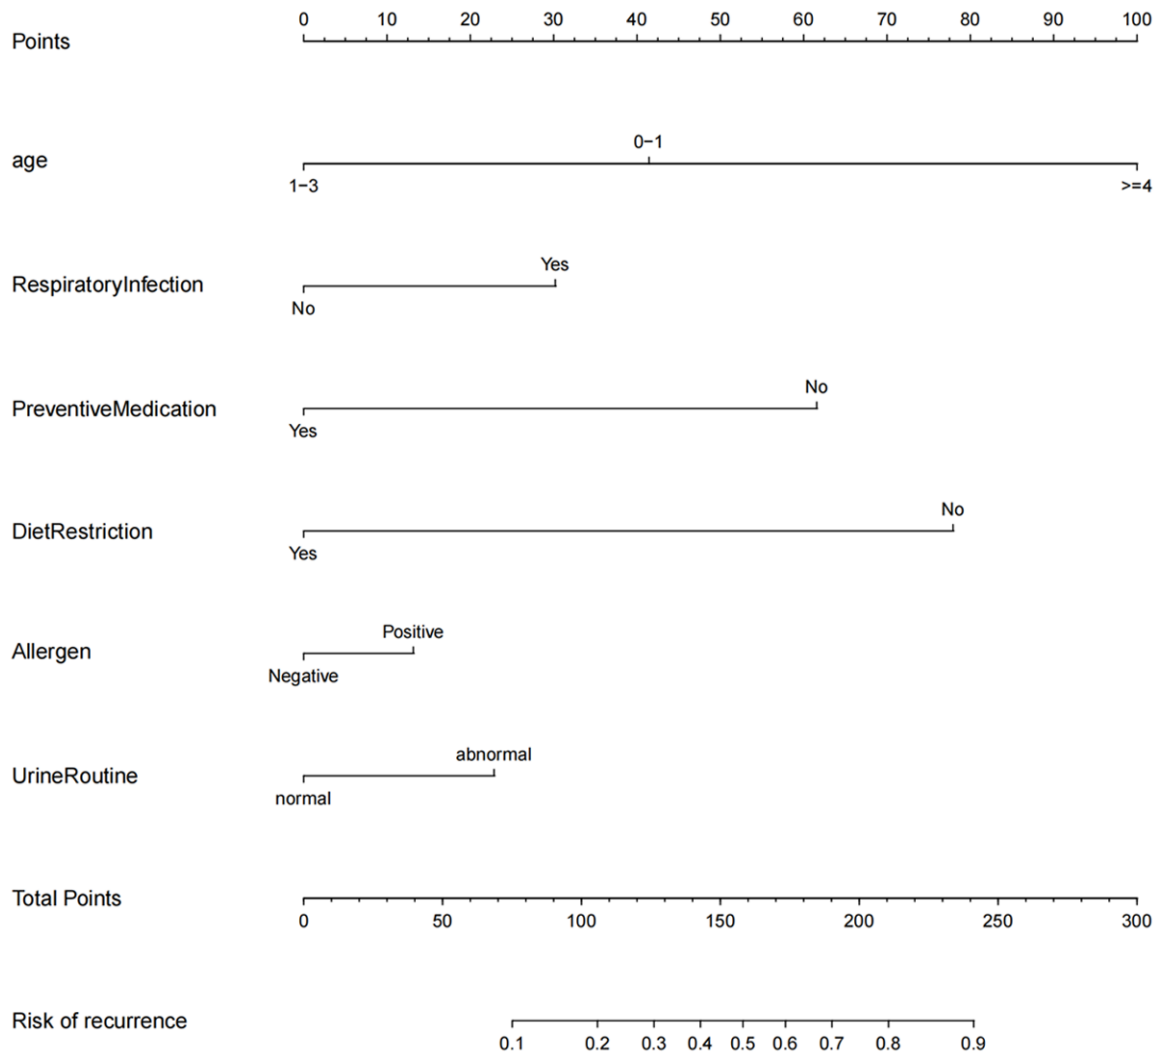 0 10 20 30 40 50 60 70 80 90 100
Points
0−1
age
1−3 >=4
Yes
RespiratoryInfection
No
No
PreventiveMedication
Yes
No
DietRestriction
Yes
Positive
Allergen
Negative
abnormal
UrineRoutine
normal
Total Points
0 50 100 150 200 250 300
Risk of recurrence
0.1 0.2 0.3 0.4 0.5 0.6 0.7 0.8 0.9